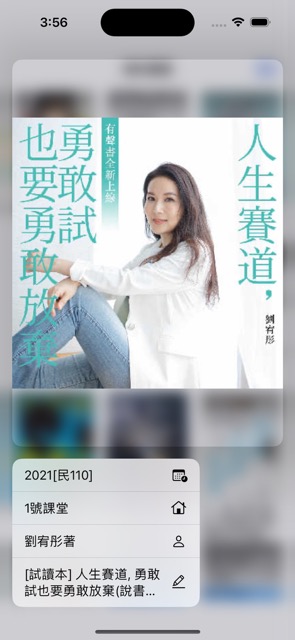 3:56
人生賽道，
勇敢試
也要勇敢放棄
有聲書全新上線
劉宥彤
2021[民110]
1號課堂
劉宥彤著
[試讀本] 人生賽道, 勇敢
試也要勇敢放棄(說書...